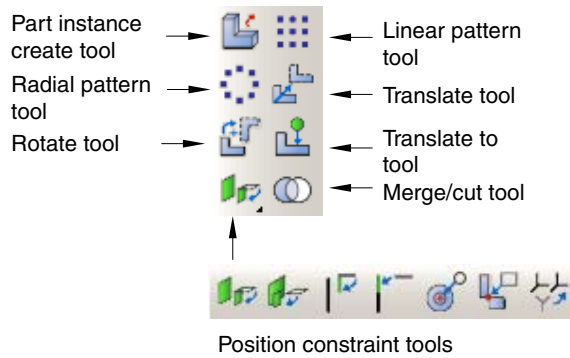 Part instance
create tool
Linear pattern
tool
Radial pattern
tool
Translate tool
Rotate tool
Translate to
tool
Merge/cut tool
Position constraint tools